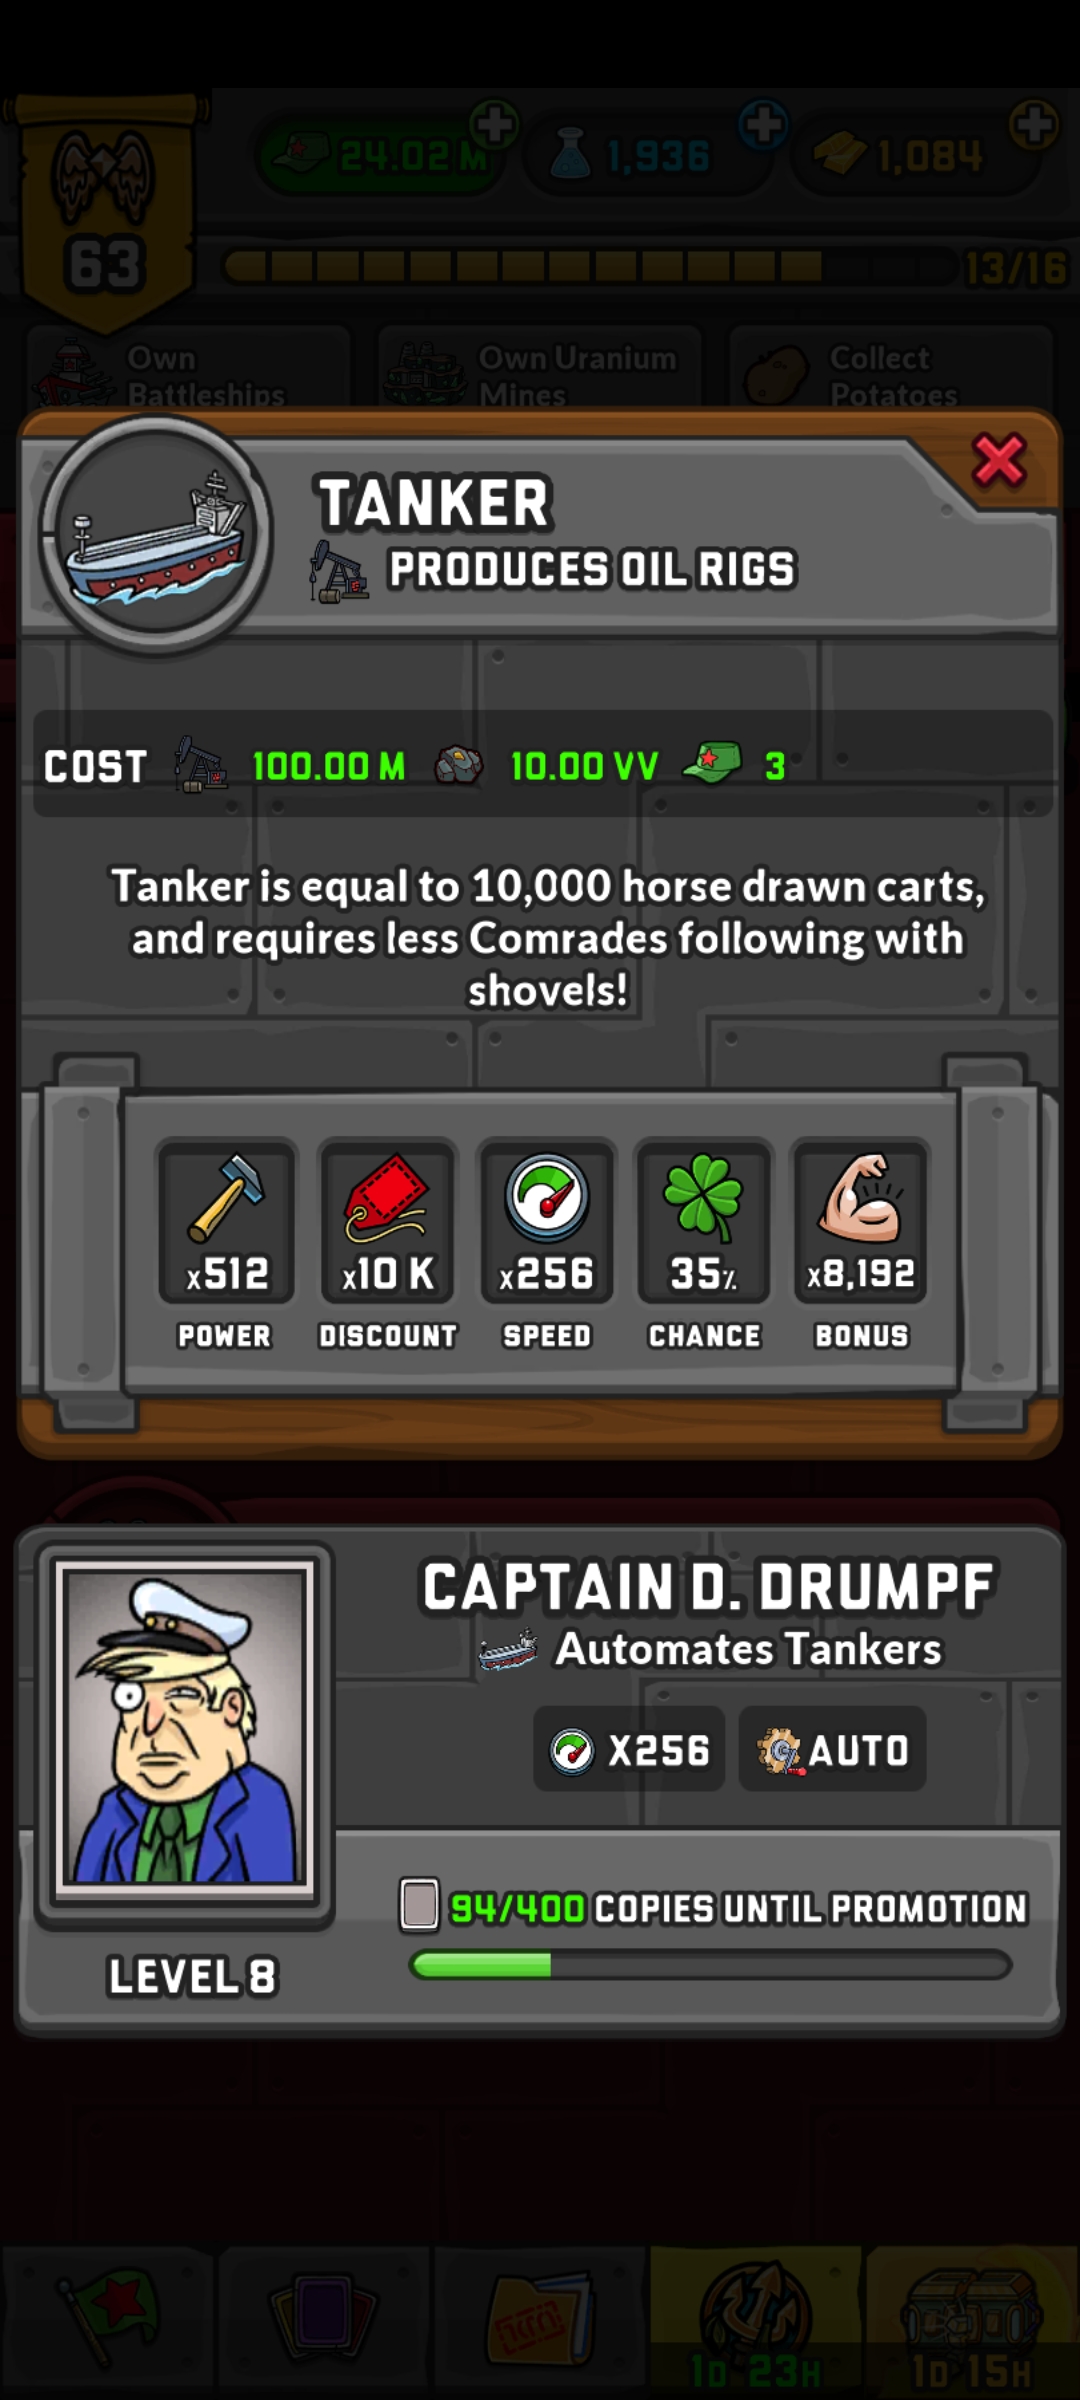 24.02 M
1,936
1,084
63
13/16
Own
Battleships
Own Uranium
Mines
Collect
Potatoes
TANKER
PRODUCES OIL RIGS
COST 100.00 M 10.00 VV 3
Tanker is equal to 10,000 horse drawn carts,
and requires less Comrades following with
shovels!
x512
x10 K
x256
35%
x8,192
POWER
DISCOUNT
SPEED
CHANCE
BONUS
CAPTAIN D. DRUMPF
Automates Tankers
X256
AUTO
94/400 COPIES UNTIL PROMOTION
LEVEL 8
1D 23H
1D 15H